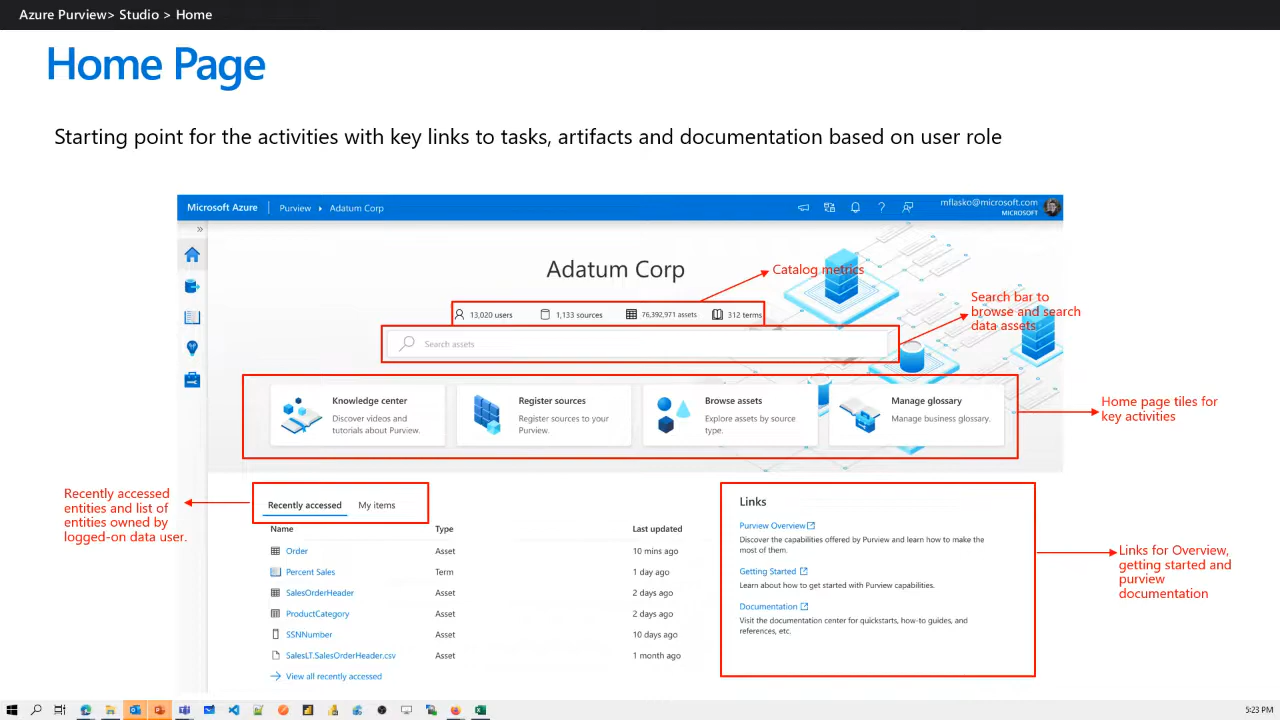 Azure Purview> Studio > Home
Home Page
Starting point for the activities with key links to tasks, artifacts and documentation based on user role
Microsoft Azure
Purview
Adatum Corp
mflasko@microsoft.com
MICROSOFT
Adatum Corp
Catalog metrics
Search bar to
browse and search
data assets
13,020 users
1,133 sources
76,392,971 assets
312 terms
Search assets
Knowledge center
Discover videos and
tutorials about Purview.
Register sources
Register sources to your
Purview.
Browse assets
Explore assets by source
type.
Manage glossary
Manage business glossary.
Home page tiles for
key activities
Recently accessed
entities and list of
entities owned by
logged-on data user.
Recently accessed
My items
Name Type Last updated
Order Asset 10 mins ago
Percent Sales Term 1 day ago
SalesOrderHeader Asset 2 days ago
ProductCategory Asset 2 days ago
SSNNumber Asset 10 days ago
SalesLT.SalesOrderHeader.csv Asset 1 month ago
View all recently accessed
Links
Purview Overview
Discover the capabilities offered by Purview and learn how to make the
most of them.
Getting Started
Learn about how to get started with Purview capabilities.
Documentation
Visit the documentation center for quickstarts, how-to guides, and
references, etc.
Links for Overview,
getting started and
purview
documentation
5:23 PM